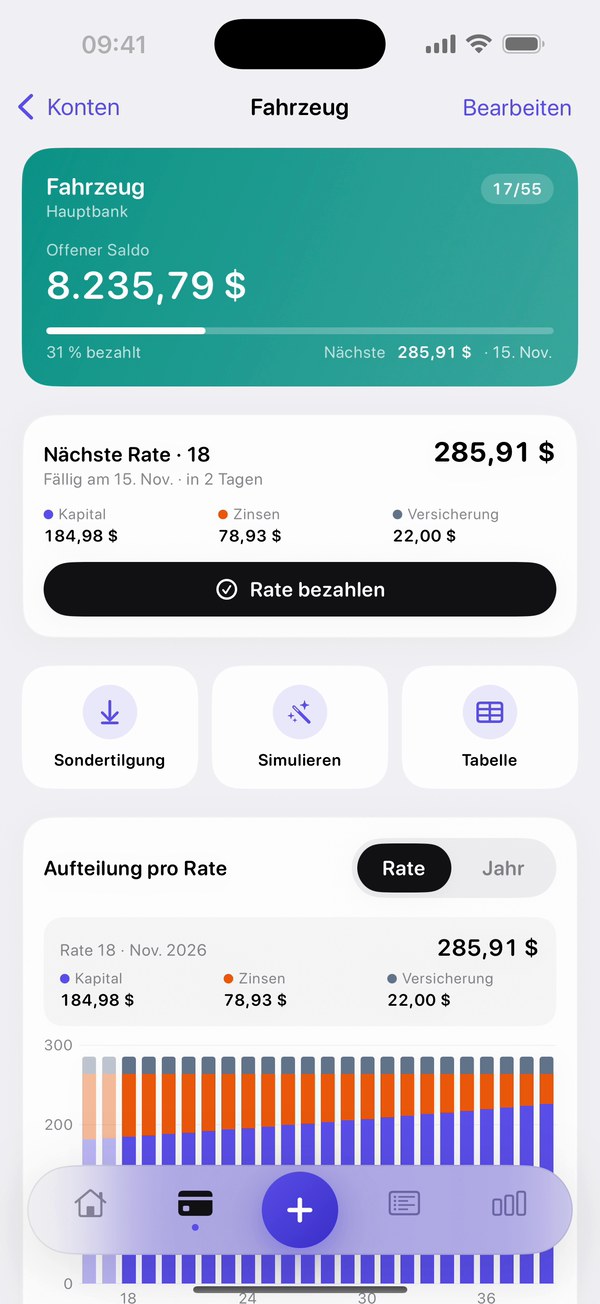 09:41
Konten
Fahrzeug
Bearbeiten
Fahrzeug
17/55
Hauptbank
Offener Saldo
8.235,79 $
31 % bezahlt
Nächste 285,91 $ · 15. Nov.
Nächste Rate · 18
285,91 $
Fällig am 15. Nov. · in 2 Tagen
Kapital Zinsen Versicherung
184,98 $ 78,93 $ 22,00 $
Rate bezahlen
Sondertilgung Simulieren Tabelle
Aufteilung pro Rate
Rate Jahr
Rate 18 · Nov. 2026
285,91 $
Kapital Zinsen Versicherung
184,98 $ 78,93 $ 22,00 $
300
200
0
18 24 30 36